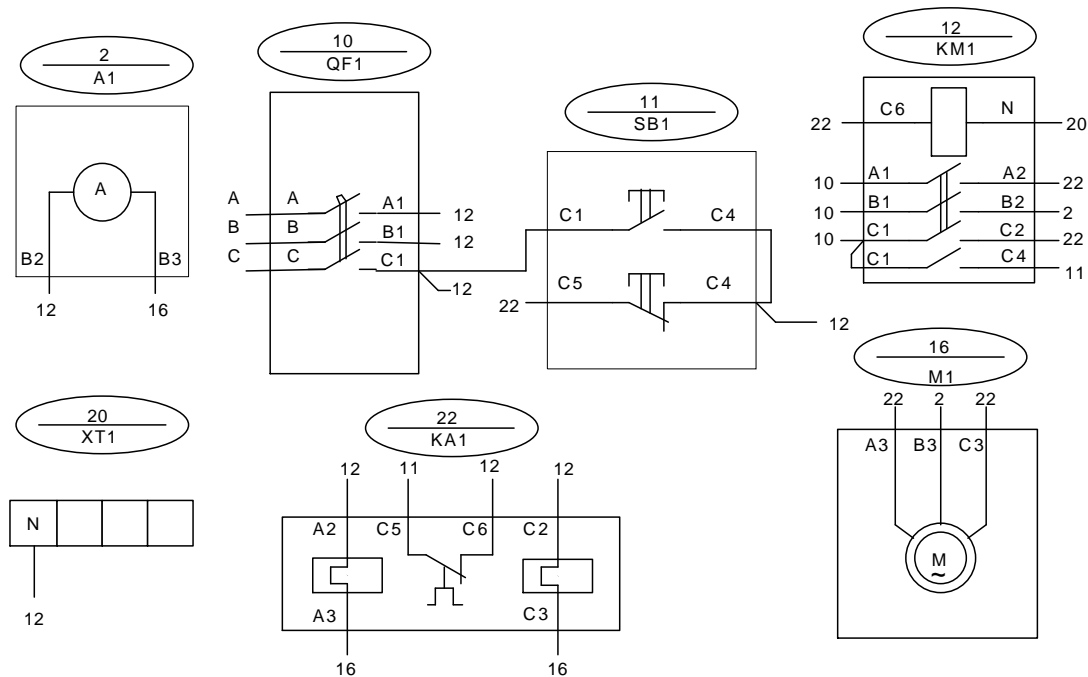 2
A1
10
QF1
11
SB1
12
KM1
A
B2
B3
12
16
A A A1 12
B B B1 12
C C C1
12
C1 C4
C5 C4
22
12
22 C6 N 20
10 A1 A2 22
10 B1 B2 2
10 C1 C2 22
C1 C4 11
20
XT1
N
12
22
KA1
12 11 12 12
A2 C5 C6 C2
A3 C3
16 16
16
M1
22 2 22
A3 B3 C3
M
~